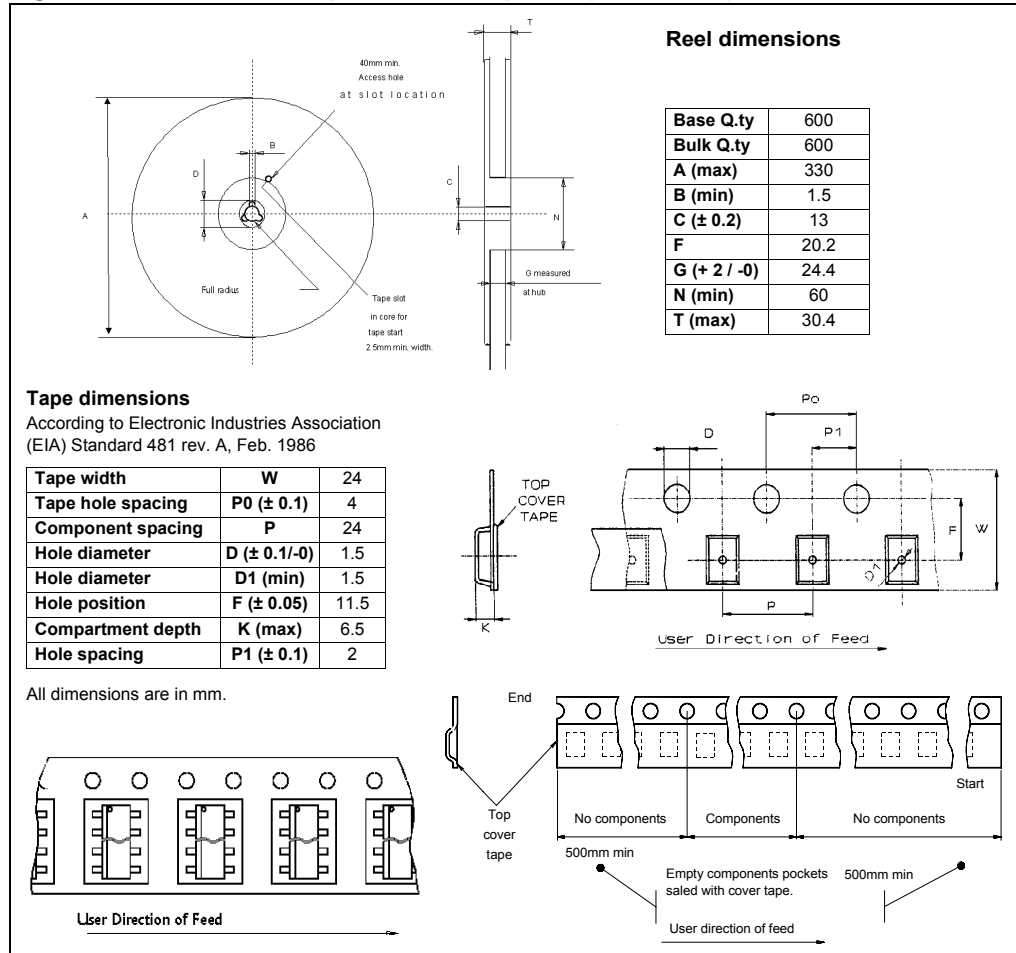 T
Reel dimensions
40mm min.
Access hole
at slot location
B
D
C
A
N
G measured
at hub
Full radius
Tape slot
in core for
tape start
2.5mm min. width.
Base Q.ty 600
Bulk Q.ty 600
A (max) 330
B (min) 1.5
C (± 0.2) 13
F 20.2
G (+ 2 / -0) 24.4
N (min) 60
T (max) 30.4
Tape dimensions
According to Electronic Industries Association
(EIA) Standard 481 rev. A, Feb. 1986
Tape width W 24
Tape hole spacing P0 (± 0.1) 4
Component spacing P 24
Hole diameter D (± 0.1/-0) 1.5
Hole diameter D1 (min) 1.5
Hole position F (± 0.05) 11.5
Compartment depth K (max) 6.5
Hole spacing P1 (± 0.1) 2
All dimensions are in mm.
Po
D
P1
TOP
COVER
TAPE
F
W
D1
P
K
User Direction of Feed
End
Start
Top
cover
tape
No components
Components
No components
500mm min
Empty components pockets
saled with cover tape.
500mm min
User direction of feed
User Direction of Feed